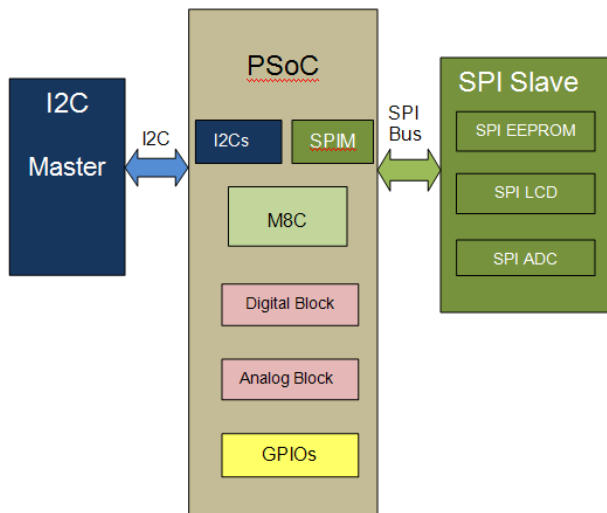 I2C
Master
I2C
PSoC
I2Cs
SPIM
M8C
Digital Block
Analog Block
GPIOs
SPI
Bus
SPI Slave
SPI EEPROM
SPI LCD
SPI ADC